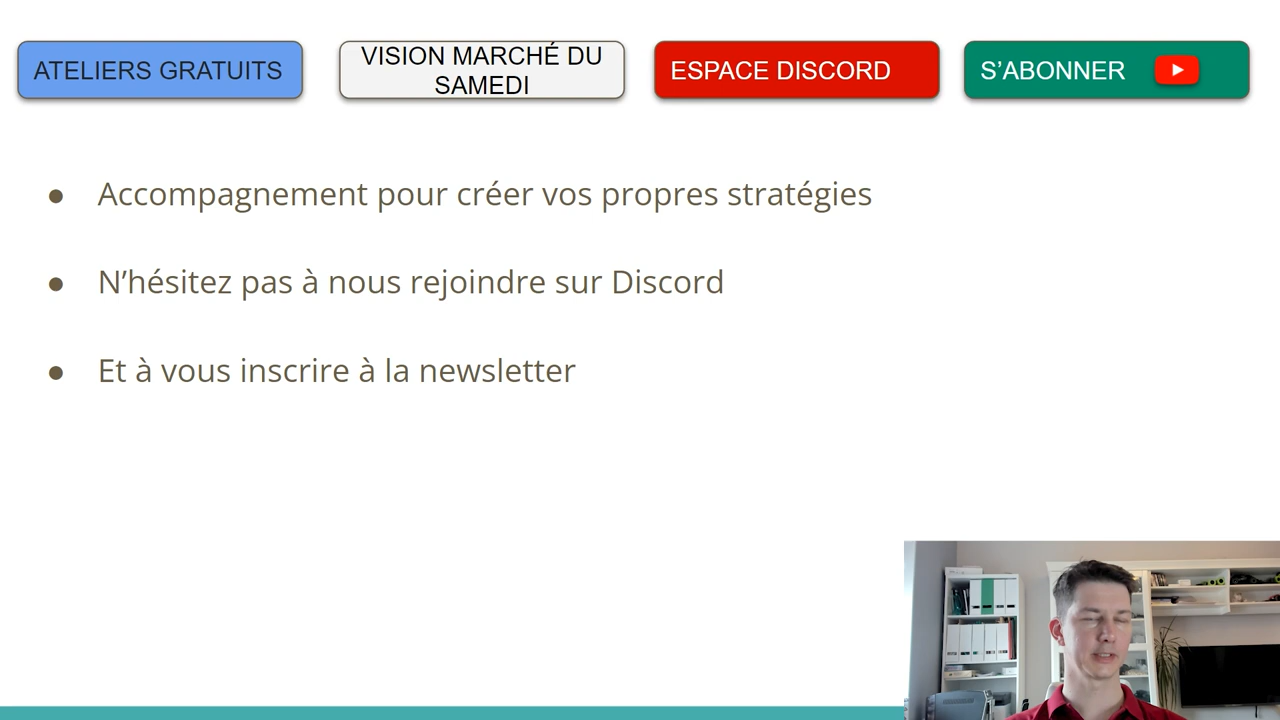 ATELIERS GRATUITS
VISION MARCHÉ DU
SAMEDI
ESPACE DISCORD
S’ABONNER
● Accompagnement pour créer vos propres stratégies
● N’hésitez pas à nous rejoindre sur Discord
● Et à vous inscrire à la newsletter